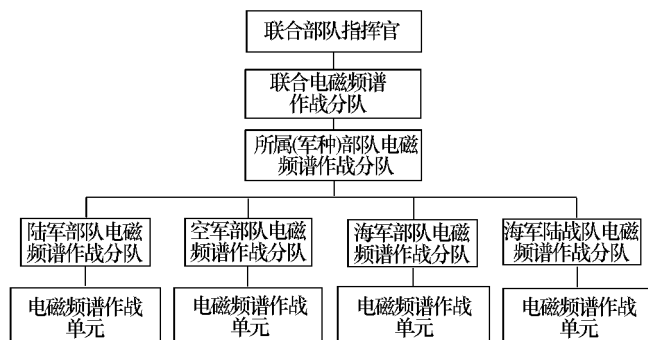 联合部队指挥官
联合电磁频谱
作战分队
所属(军种)部队电磁
频谱作战分队
陆军部队电磁
频谱作战分队
空军部队电磁
频谱作战分队
海军部队电磁
频谱作战分队
海军陆战队电磁
频谱作战分队
电磁频谱作战
单元
电磁频谱作战
单元
电磁频谱作战
单元
电磁频谱作战
单元